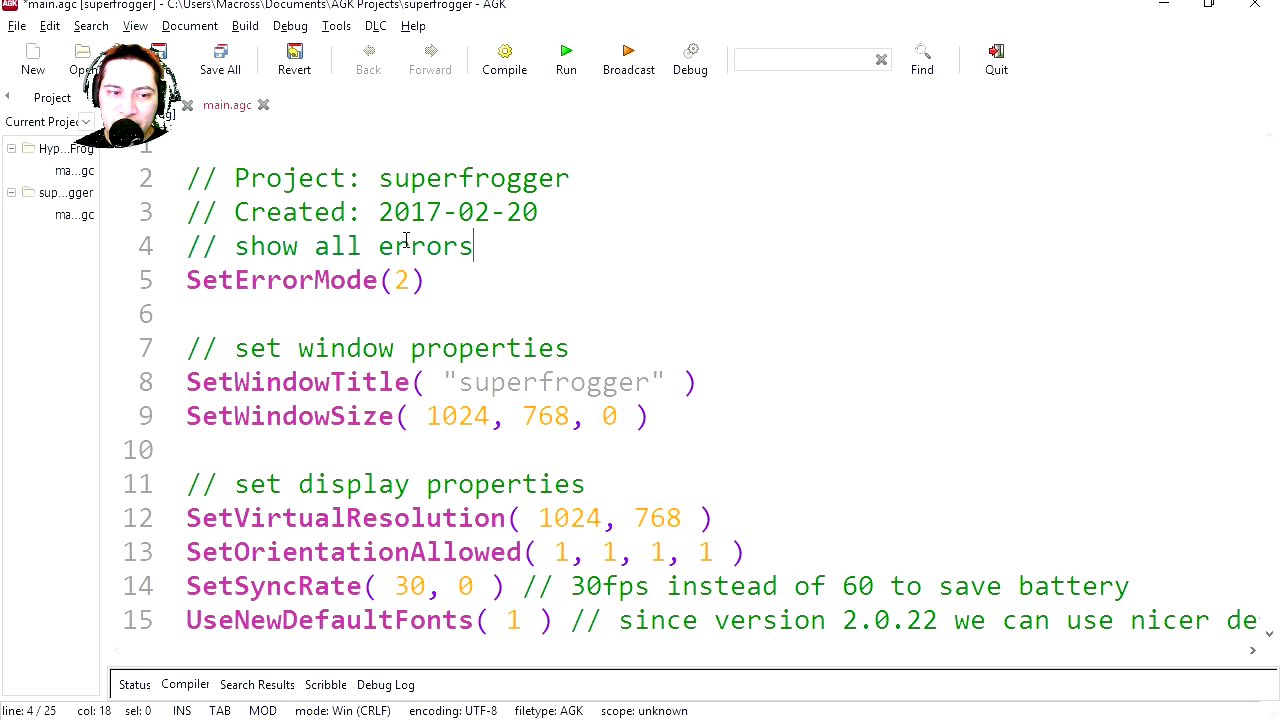 *main.agc [superfrogger] - C:\Users\Macross\Documents\AGK Projects\superfrogger - AGK
File Edit Search View Document Build Debug Tools DLC Help
New Save All Revert Back Forward Compile Run Broadcast Debug Find Quit
Project main.agc
Current Projec
1
2 // Project: superfrogger
3 // Created: 2017-02-20
4 // show all errors
5 SetErrorMode(2)
6
7 // set window properties
8 SetWindowTitle( "superfrogger" )
9 SetWindowSize( 1024, 768, 0 )
10
11 // set display properties
12 SetVirtualResolution( 1024, 768 )
13 SetOrientationAllowed( 1, 1, 1, 1 )
14 SetSyncRate( 30, 0 ) // 30fps instead of 60 to save battery
15 UseNewDefaultFonts( 1 ) // since version 2.0.22 we can use nicer de
Hyp...Frog
ma...gc
sup...gger
ma...gc
Status Compiler Search Results Scribble Debug Log
line: 4 / 25 col: 18 sel: 0 INS TAB MOD mode: Win (CRLF) encoding: UTF-8 filetype: AGK scope: unknown